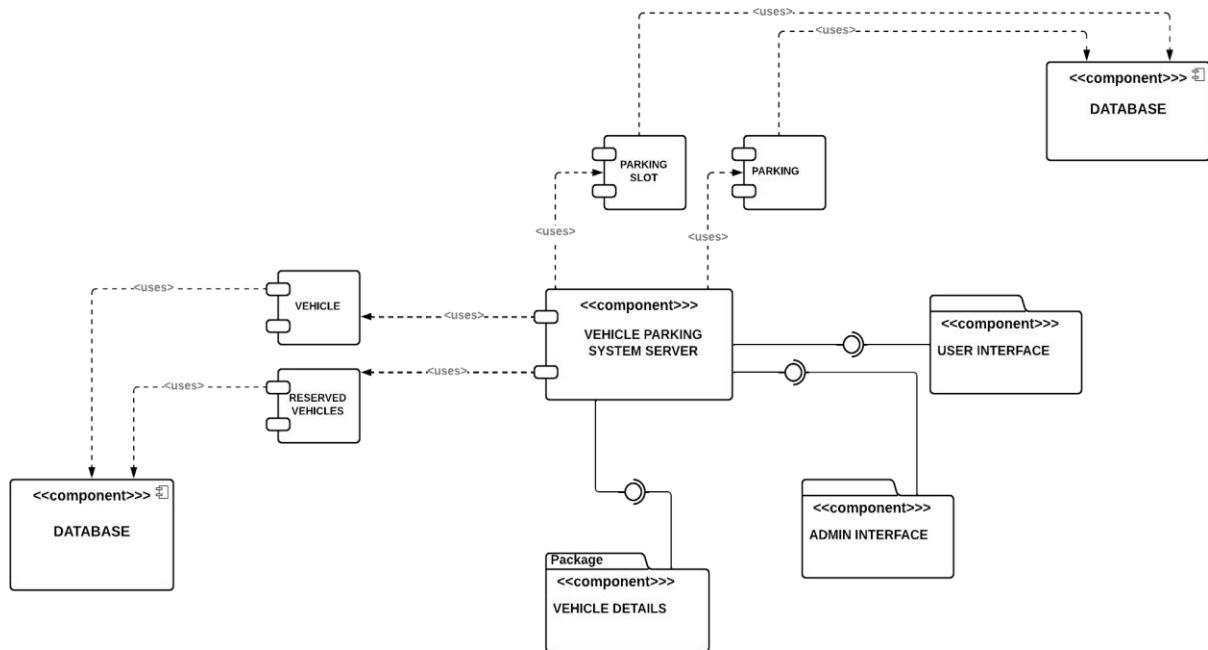 <uses>
<uses>
<<component>>>
DATABASE
PARKING
SLOT
PARKING
<uses>
<uses>
<uses>
VEHICLE
<uses>
<<component>>>
VEHICLE PARKING
SYSTEM SERVER
<<component>>>
USER INTERFACE
<uses>
RESERVED
VEHICLES
<uses>
<<component>>>
DATABASE
<<component>>>
ADMIN INTERFACE
Package
<<component>>>
VEHICLE DETAILS